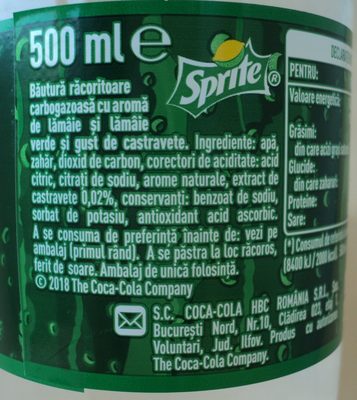 500 ml e
Sprite®
Băutură răcoritoare
carbogazoasă cu aromă
de lămâie și lămâie
verde și gust de castravete. Ingrediente: apă,
zahăr, dioxid de carbon, corectori de aciditate: acid
citric, citrați de sodiu, arome naturale, extract de
castravete 0,02%, conservanți: benzoat de sodiu,
sorbat de potasiu, antioxidant acid ascorbic.
A se consuma de preferință înainte de: vezi pe
ambalaj (primul rând). A se păstra la loc răcoros,
ferit de soare. Ambalaj de unică folosință.
© 2018 The Coca-Cola Company
S.C. COCA-COLA HBC ROMÂNIA S.R.L.
București Nord, Nr.10, Clădirea O23,
Voluntari, Jud. Ilfov. Produs cu
The Coca-Cola Company.
PENTRU:
Valoare energetică:
Grăsimi:
din care acizi grași
Glucide:
din care zaharuri:
Proteine:
Sare:
(*) Consumul de
(8400 kJ / 2000 kcal).